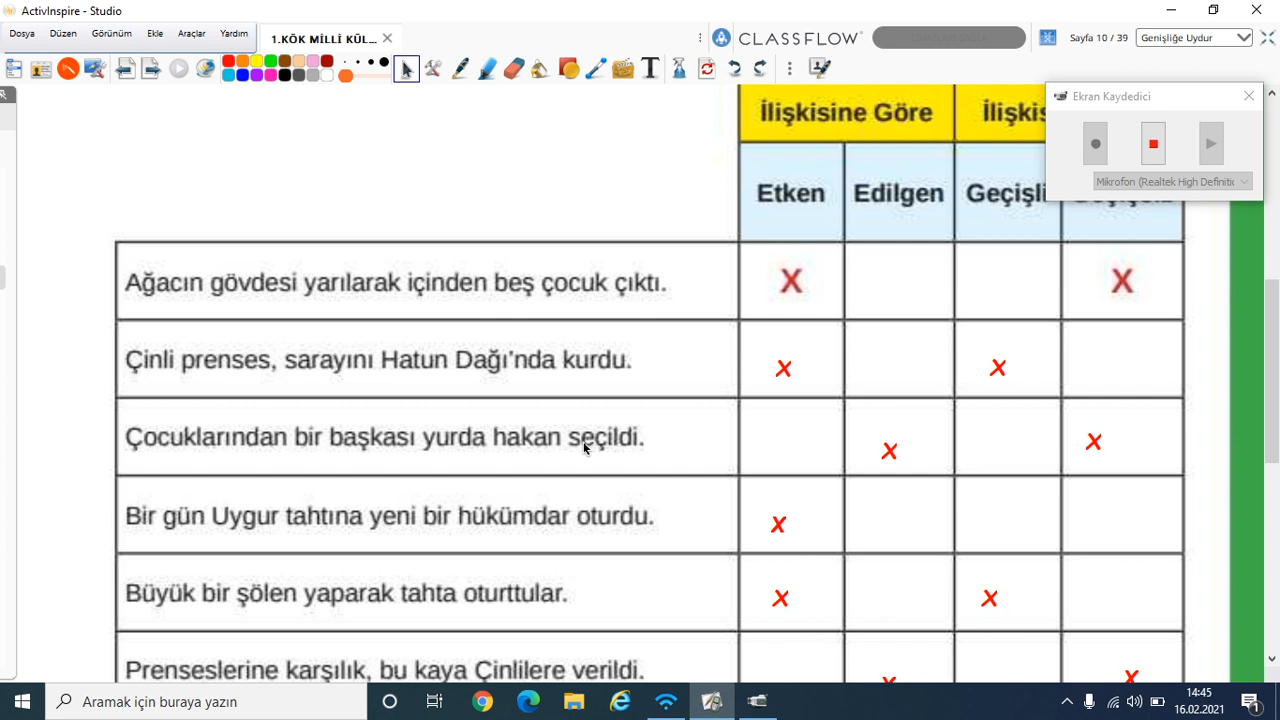 ActivInspire - Studio
Dosya Düzen Görünüm Ekle Araçlar Yardım
1.KÖK MİLLİ KÜL...
CLASSFLOW
Sayfa 10 / 39
Genişliğe Uydur
Ekran Kaydedici
Mikrofon (Realtek High Definitic
İlişkisine Göre
Etken Edilgen
Ağacın gövdesi yarılarak içinden beş çocuk çıktı. X X
Çinli prenses, sarayını Hatun Dağı'nda kurdu. x x
Çocuklarından bir başkası yurda hakan seçildi. x x
Bir gün Uygur tahtına yeni bir hükümdar oturdu. x
Büyük bir şölen yaparak tahta oturttular. x x
Prenseslerine karşılık, bu kaya Çinlilere verildi. x x
Aramak için buraya yazın
14:45
16.02.2021
1